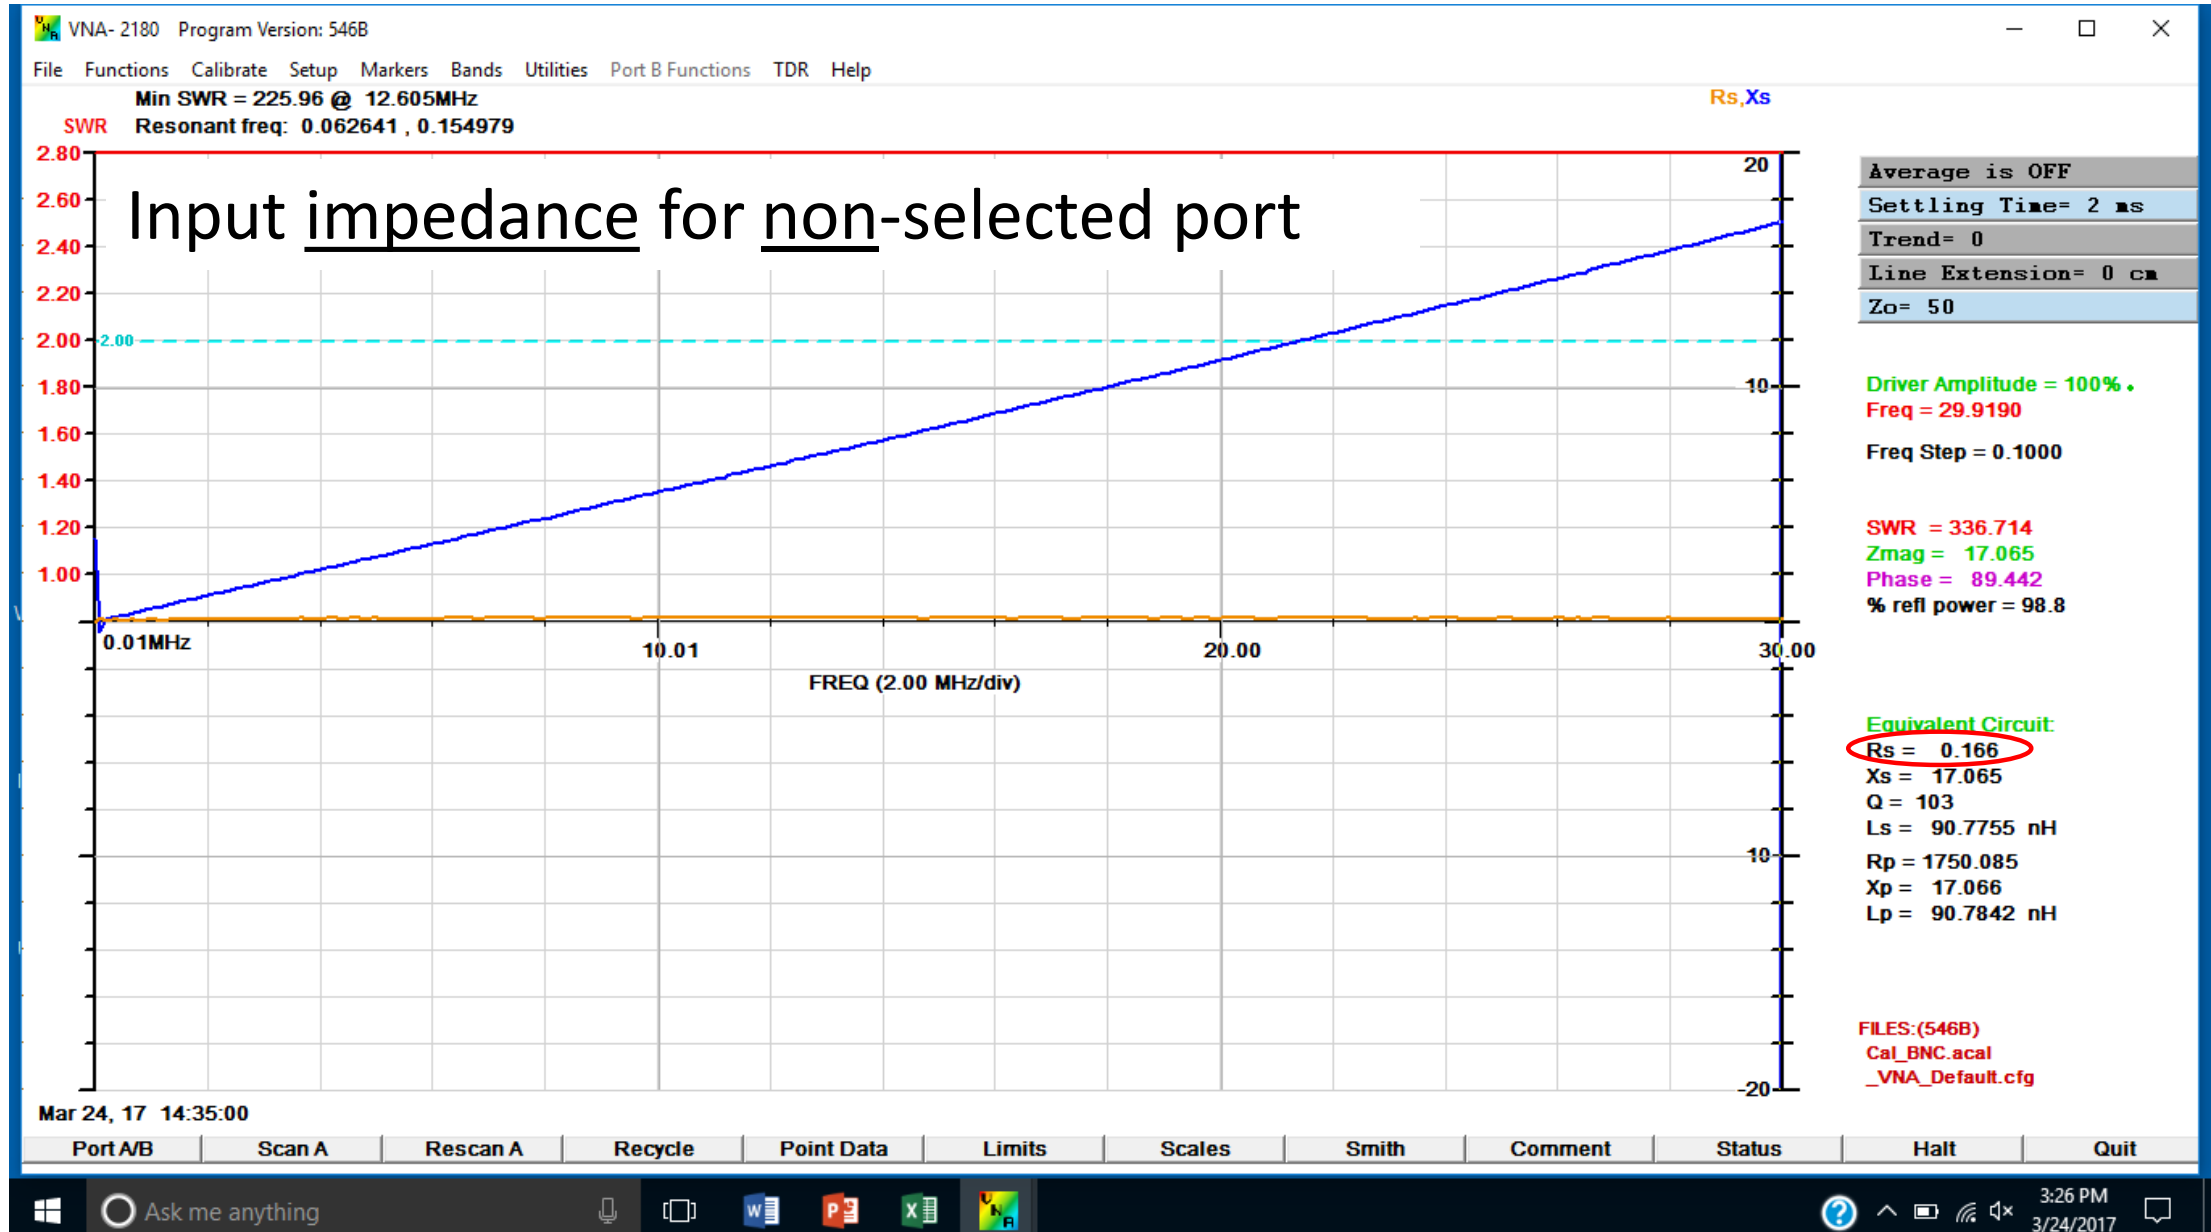 VNA- 2180 Program Version: 546B
File Functions Calibrate Setup Markers Bands Utilities Port B Functions TDR Help
Min SWR = 225.96 @ 12.605MHz
SWR Resonant freq: 0.062641 , 0.154979
Rs,Xs
Input impedance for non-selected port
2.80
2.60
2.40
2.20
2.00
1.80
1.60
1.40
1.20
1.00
2.00
20
10
10
-20
0.01MHz 10.01 20.00 30.00
FREQ (2.00 MHz/div)
Average is OFF
Settling Time= 2 ms
Trend= 0
Line Extension= 0 cm
Zo= 50
Driver Amplitude = 100% .
Freq = 29.9190
Freq Step = 0.1000
SWR = 336.714
Zmag = 17.065
Phase = 89.442
% refl power = 98.8
Equivalent Circuit:
Rs = 0.166
Xs = 17.065
Q = 103
Ls = 90.7755 nH
Rp = 1750.085
Xp = 17.066
Lp = 90.7842 nH
FILES:(546B)
Cal_BNC.acal
_VNA_Default.cfg
Mar 24, 17 14:35:00
Port A/B Scan A Rescan A Recycle Point Data Limits Scales Smith Comment Status Halt Quit
Ask me anything
3:26 PM
3/24/2017